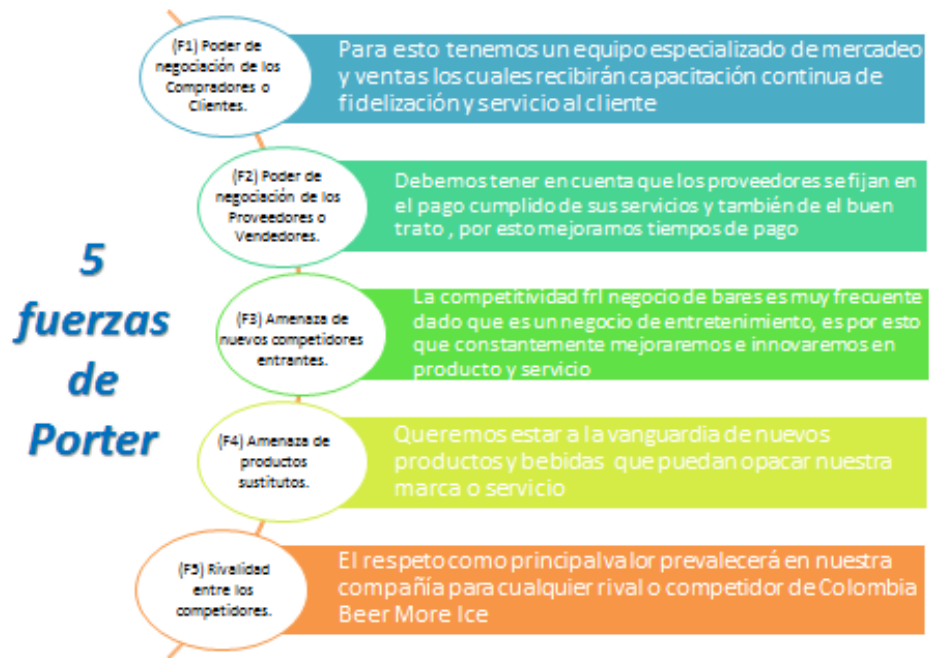 5
fuerzas
de
Porter
(F1) Poder de
negociación de los
Compradores o
Clientes.
Para esto tenemos un equipo especializado de mercadeo
y ventas los cuales recibirán capacitación continua de
fidelización y servicio al cliente
(F2) Poder de
negociación de los
Proveedores o
Vendedores.
Debemos tener en cuenta que los proveedores se fijan en
el pago cumplido de sus servicios y también de el buen
trato , por esto mejoramos tiempos de pago
(F3) Amenaza de
nuevos competidores
entrantes.
La competitividad frl negocio de bares es muy frecuente
dado que es un negocio de entretenimiento, es por esto
que constantemente mejoraremos e innovaremos en
producto y servicio
(F4) Amenaza de
productos
sustitutos.
Queremos estar a la vanguardia de nuevos
productos y bebidas que puedan opacar nuestra
marca o servicio
(F5) Rivalidad
entre los
competidores.
El respeto como principal valor prevalecerá en nuestra
compañía para cualquier rival o competidor de Colombia
Beer More Ice